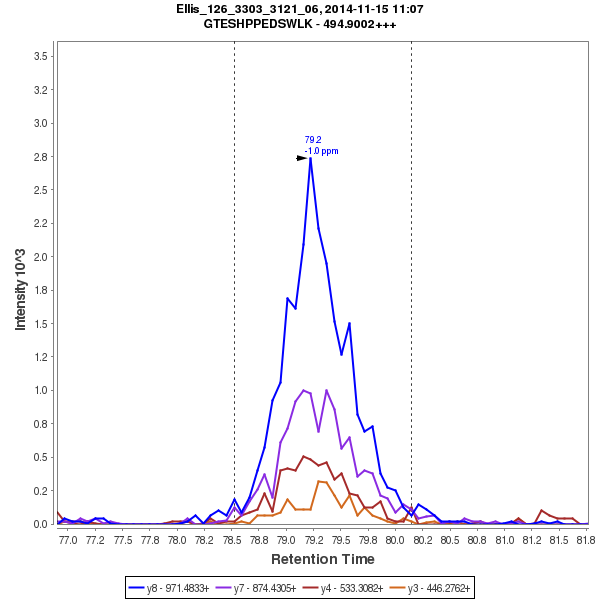 Ellis_126_3303_3121_06, 2014-11-15 11:07
GTESHPPEDSWLK - 494.9002+++
3.5
3.2
3.0
2.8
2.5
2.2
2.0
1.8
1.5
1.2
1.0
0.8
0.5
0.2
0.0
Intensity 10^3
79.2
-1.0 ppm
77.0 77.2 77.5 77.8 78.0 78.2 78.5 78.8 79.0 79.2 79.5 79.8 80.0 80.2 80.5 80.8 81.0 81.2 81.5 81.8
Retention Time
y8 - 971.4833+ y7 - 874.4305+ y4 - 533.3082+ y3 - 446.2762+